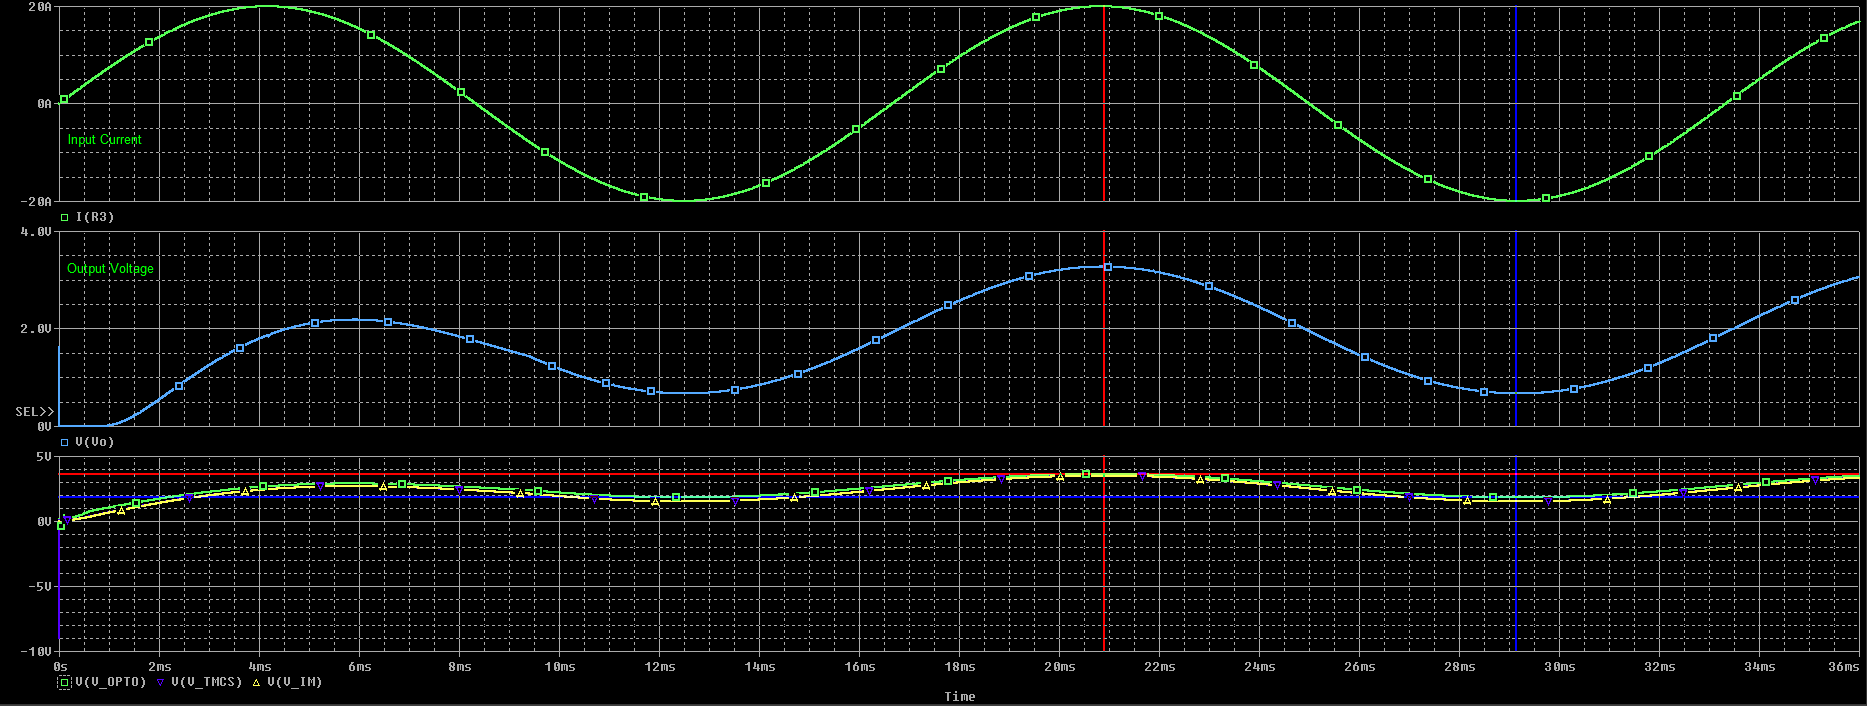 20A
0A
Input Current
-20A
I(R3)
4.0V
Output Voltage
2.0V
SEL>>
0V
V(Vo)
5V
0V
-5V
-10V
0s 2ms 4ms 6ms 8ms 10ms 12ms 14ms 16ms 18ms 20ms 22ms 24ms 26ms 28ms 30ms 32ms 34ms 36ms
V(V_OPTO) V(V_TMCS) V(V_IM)
Time